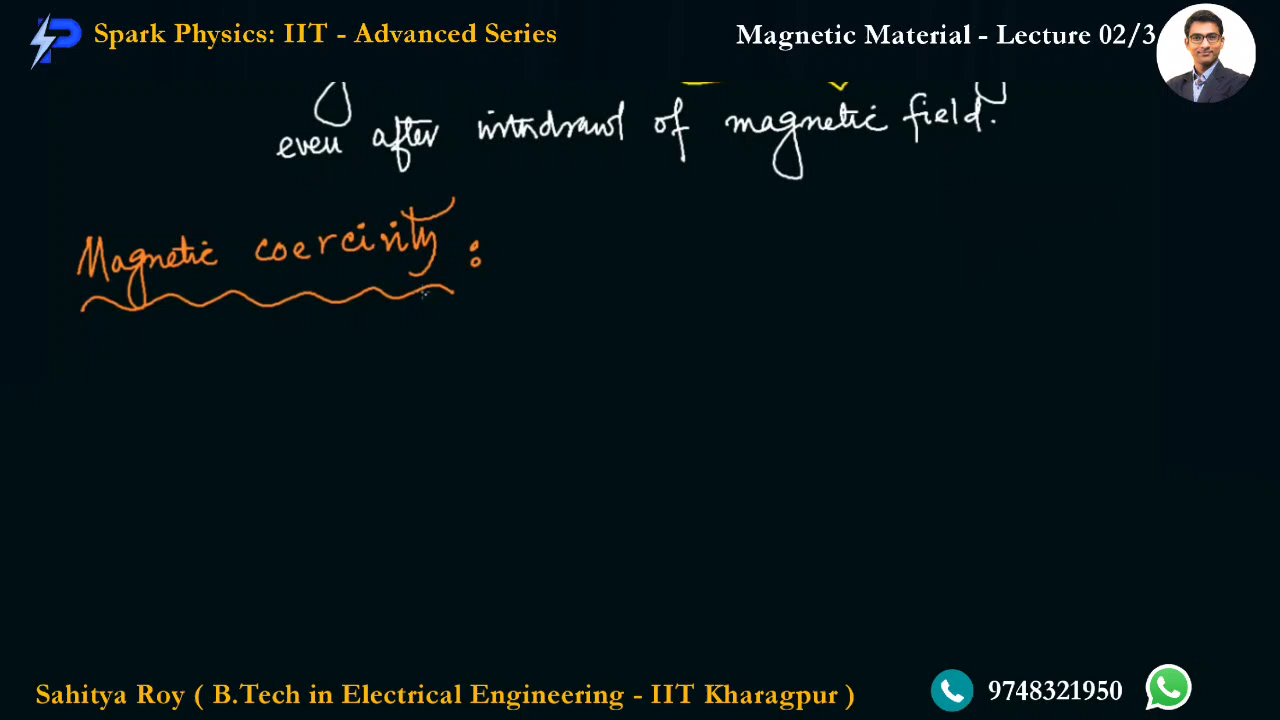 Spark Physics: IIT - Advanced Series
Magnetic Material - Lecture 02/3
even after withdrawl of magnetic field.
Magnetic coercivity :
Sahitya Roy ( B.Tech in Electrical Engineering - IIT Kharagpur )
9748321950